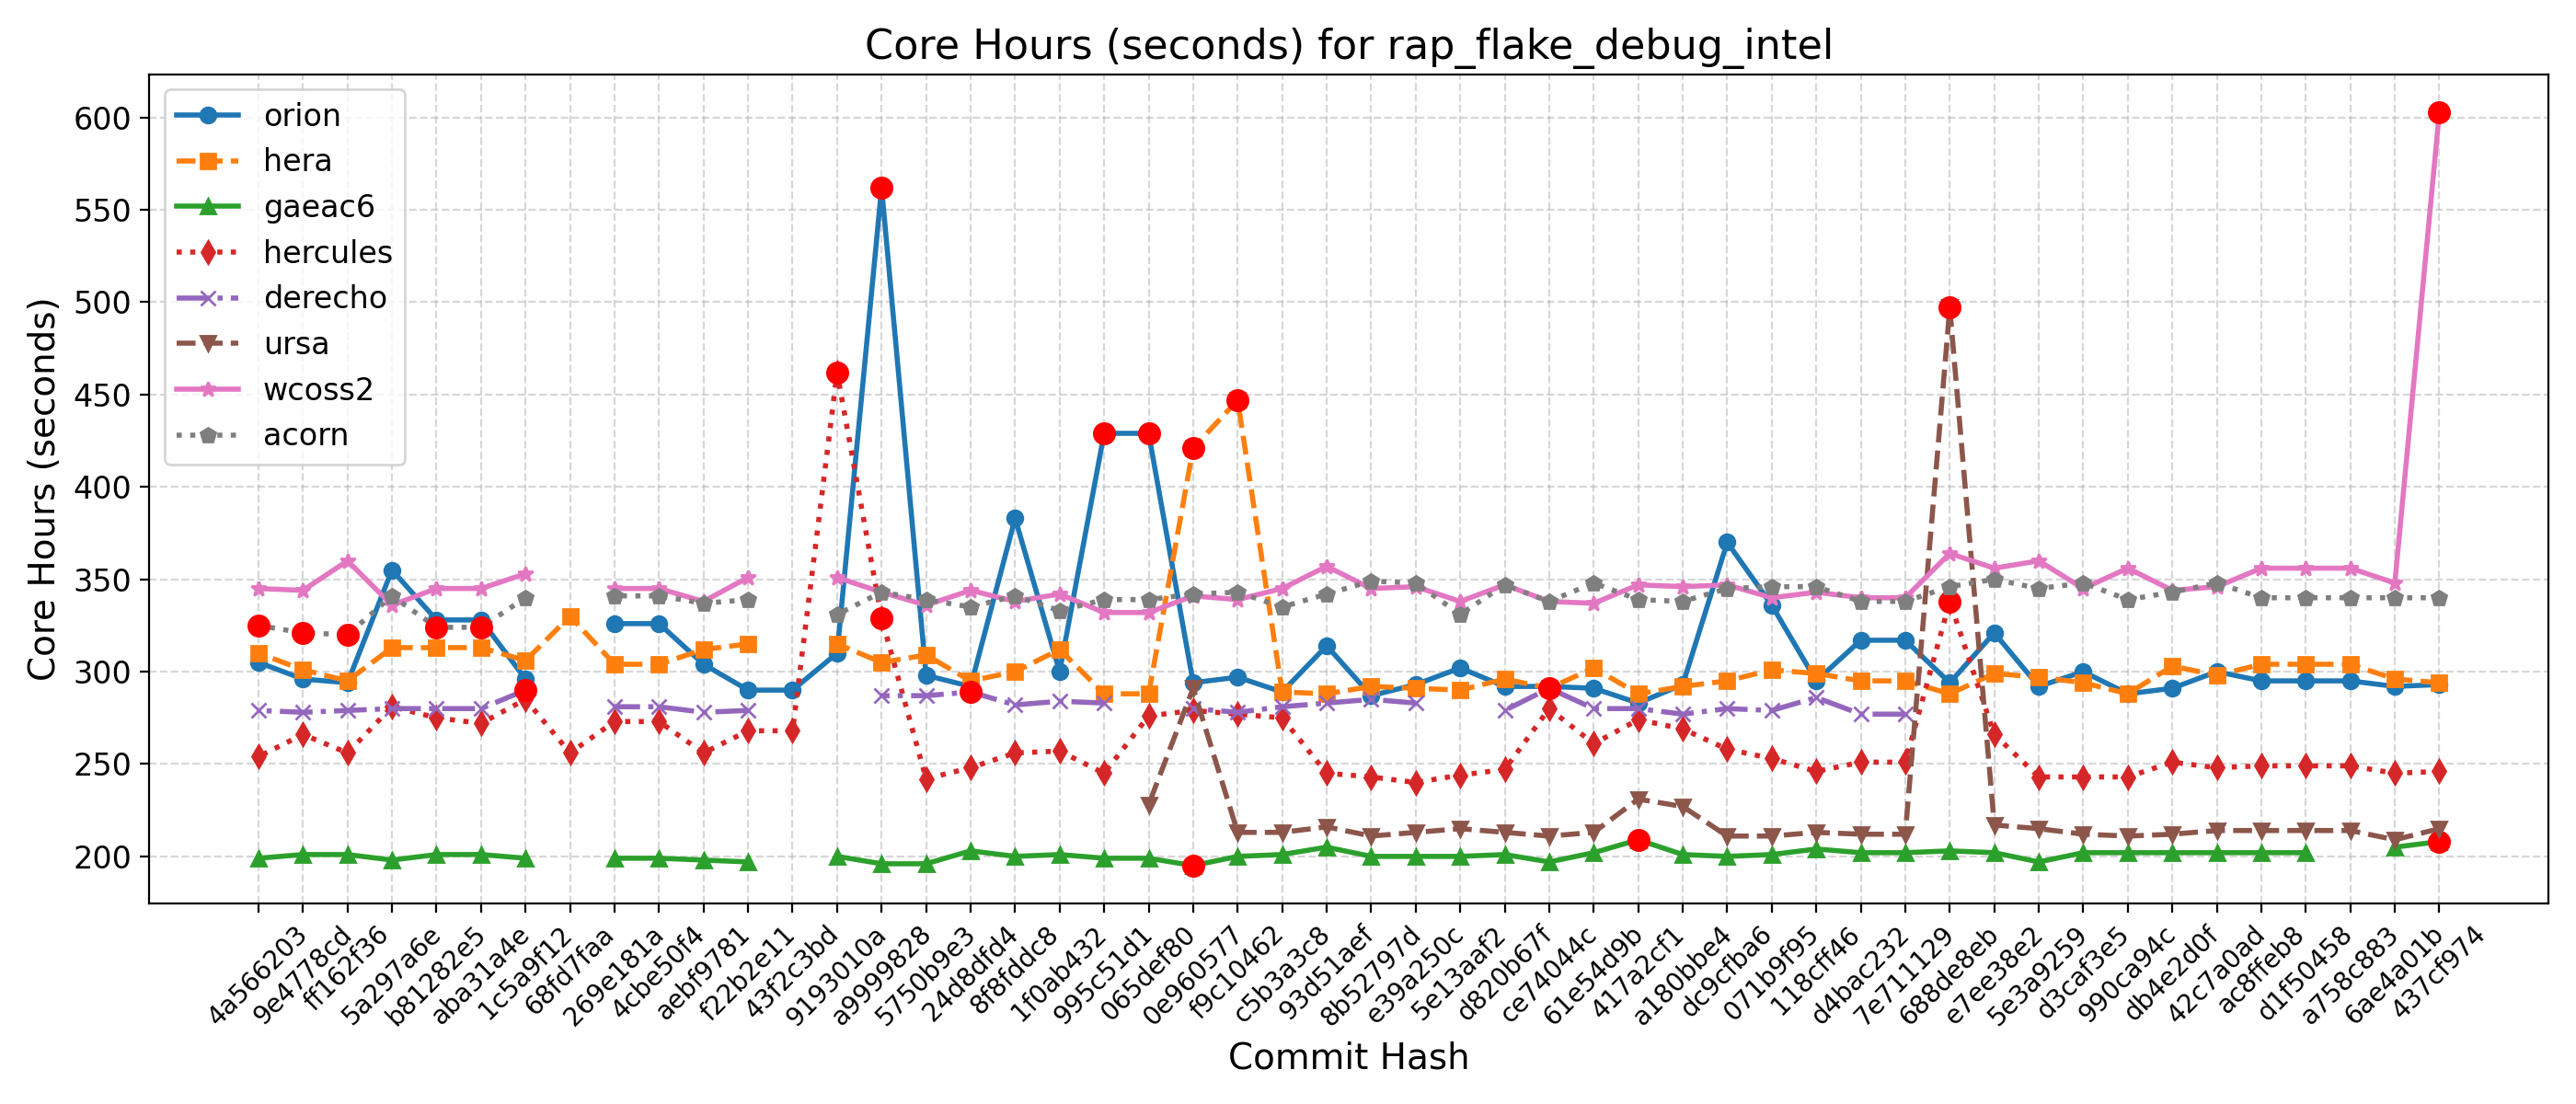 Core Hours (seconds) for rap_flake_debug_intel
Core Hours (seconds)
600
550
500
450
400
350
300
250
200
orion
hera
gaeac6
hercules
derecho
ursa
wcoss2
acorn
4a566203
9e4778cd
ff162f36
5a297a6e
b81282e5
aba31a4e
1c5a9f12
68fd7faa
269e181a
4cbe50f4
aebf9781
f22b2e11
43f2c3bd
9193010a
a9999828
5750b9e3
24d8dfd4
8f8fddc8
1f0ab432
995c51d1
065def80
0e960577
f9c10462
c5b3a3c8
93d51aef
8b52797d
e39a250c
5e13aaf2
d820b67f
ce74044c
61e54d9b
417a2cf1
a180bbe4
dc9cfba6
071b9f95
118cff46
d4bac232
7e711129
688de8eb
e7ee38e2
5e3a9259
d3caf3e5
990ca94c
db4e2d0f
42c7a0ad
ac8ffeb8
d1f50458
a758c883
6ae4a01b
437cf974
Commit Hash